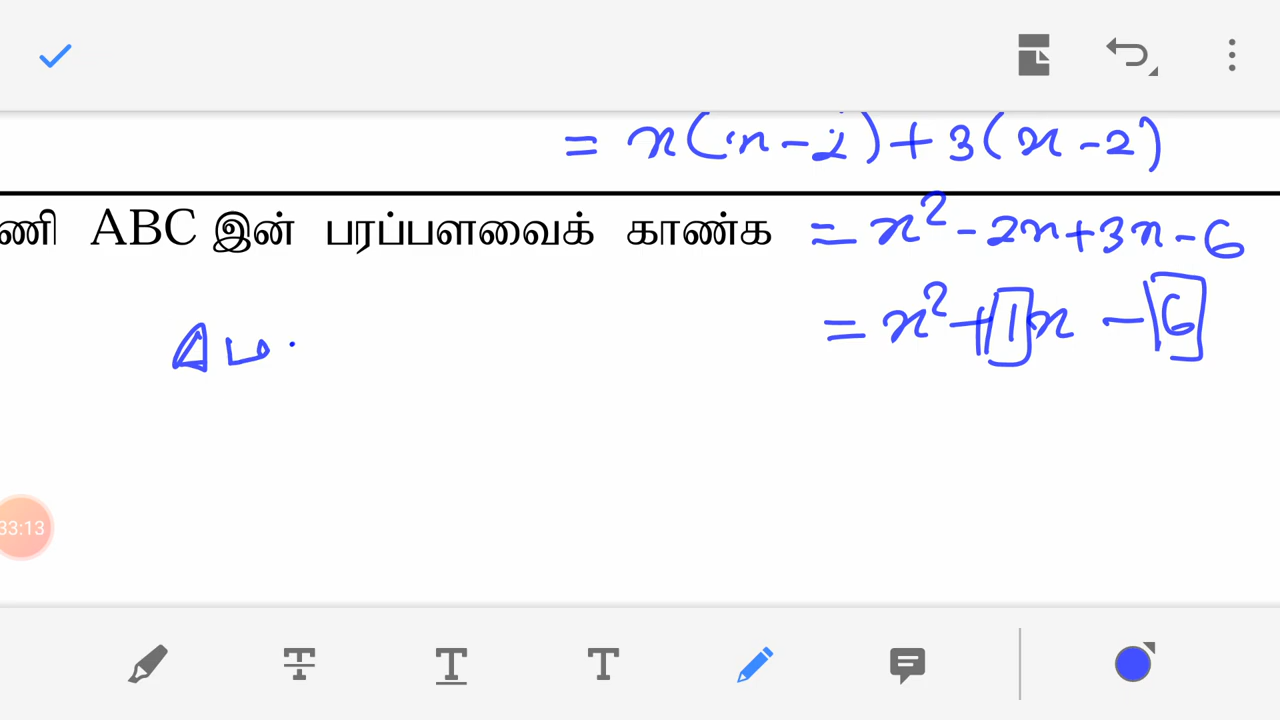 = x(x-2)+3(x-2)
ணி ABC இன் பரப்பளவைக் காண்க = x² - 2x + 3x - 6
= x² + 1x - 6
33:13